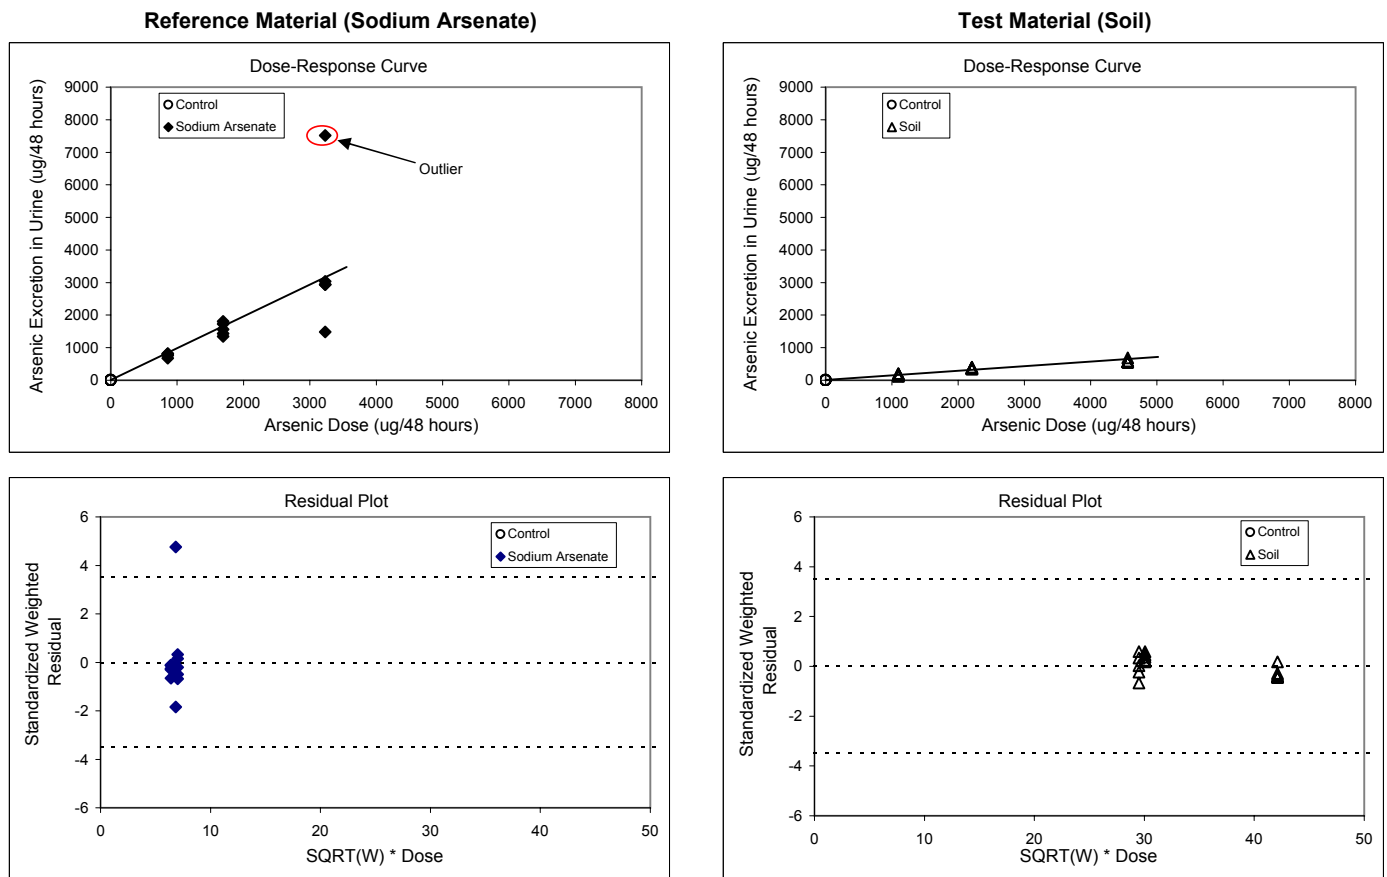 Reference Material (Sodium Arsenate)
Dose-Response Curve
Arsenic Excretion in Urine (ug/48 hours)
9000
8000
7000
6000
5000
4000
3000
2000
1000
0
Control
Sodium Arsenate
Outlier
0 1000 2000 3000 4000 5000 6000 7000 8000
Arsenic Dose (ug/48 hours)
Test Material (Soil)
Dose-Response Curve
Arsenic Excretion in Urine (ug/48 hours)
9000
8000
7000
6000
5000
4000
3000
2000
1000
0
Control
Soil
0 1000 2000 3000 4000 5000 6000 7000 8000
Arsenic Dose (ug/48 hours)
Residual Plot
Standardized Weighted
Residual
6
4
2
0
-2
-4
-6
Control
Sodium Arsenate
0 10 20 30 40 50
SQRT(W) * Dose
Residual Plot
Standardized Weighted
Residual
6
4
2
0
-2
-4
-6
Control
Soil
0 10 20 30 40 50
SQRT(W) * Dose